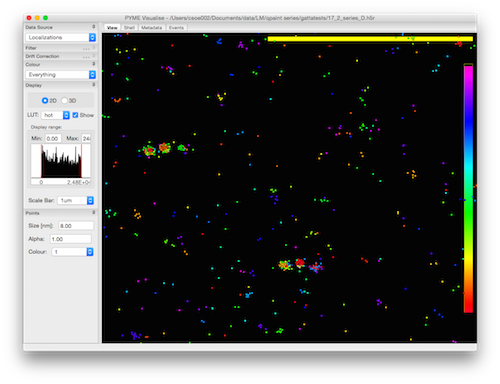 PYME Visualise - /Users/csoe002/Documents/data/LM/qpaint series/gattatests/17_2_series_D.h5r
Data Source
Localizations
Filter
Drift Correction
Colour
Everything
Display
2D 3D
LUT: hot Show
Display range:
Min: 0.00 Max: 24
0 2.48E+
Scale Bar: 1um
Points
Size [nm]: 8.00
Alpha: 1.00
Colour: 1
View Shell Metadata Events